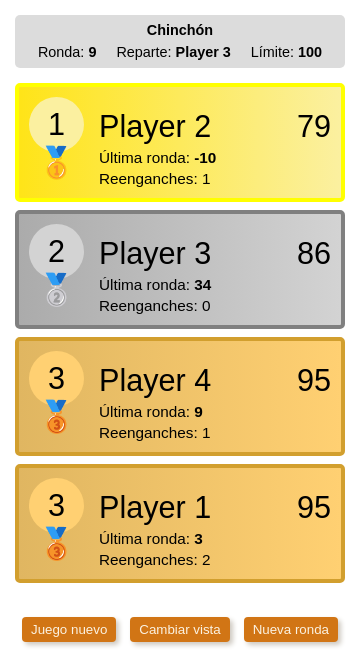 Chinchón
Ronda: 9 Reparte: Player 3 Límite: 100
1 Player 2 79
Última ronda: -10
Reenganches: 1
2 Player 3 86
Última ronda: 34
Reenganches: 0
3 Player 4 95
Última ronda: 9
Reenganches: 1
3 Player 1 95
Última ronda: 3
Reenganches: 2
Juego nuevo Cambiar vista Nueva ronda